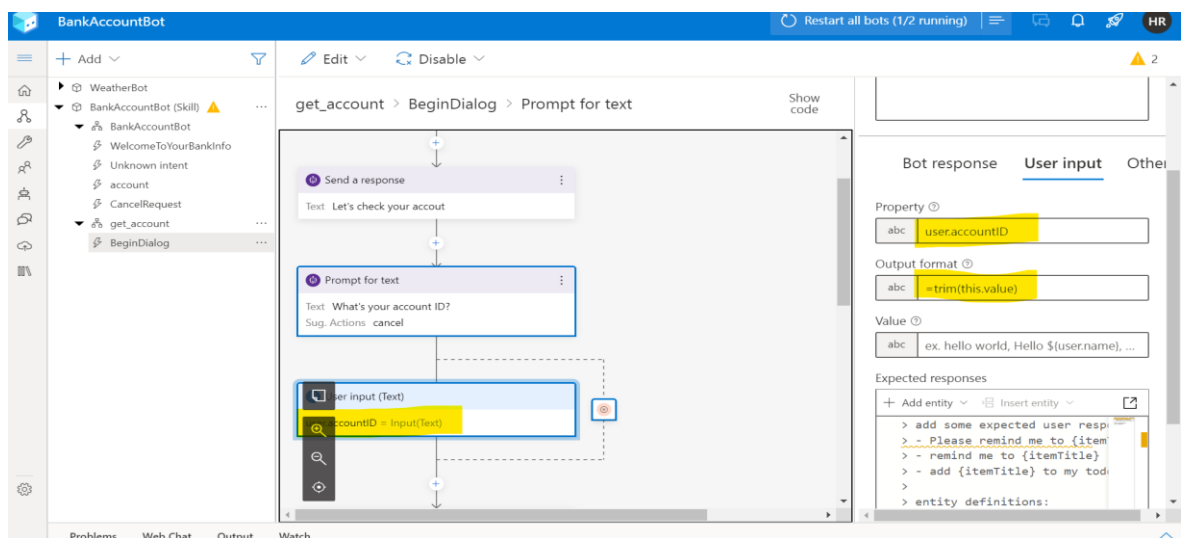 BankAccountBot
Restart all bots (1/2 running)
HR
Add
Edit
Disable
2
WeatherBot
BankAccountBot (Skill)
BankAccountBot
WelcomeToYourBankInfo
Unknown intent
account
CancelRequest
get_account
BeginDialog
get_account > BeginDialog > Prompt for text
Show
code
Send a response
Text Let's check your accout
Prompt for text
Text What's your account ID?
Sug. Actions cancel
User input (Text)
user.accountID = Input(Text)
Bot response User input Other
Property
abc user.accountID
Output format
abc =trim(this.value)
Value
abc ex. hello world, Hello ${user.name}, ...
Expected responses
Add entity Insert entity
> add some expected user resp
> - Please remind me to {item
> - remind me to {itemTitle}
> - add {itemTitle} to my tod
>
> entity definitions:
Problems Web Chat Output Watch